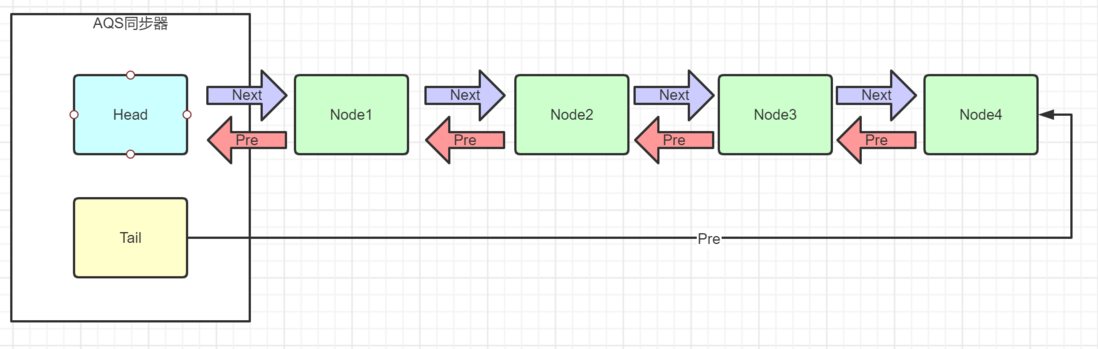 AQS同步器
Head
Next
Pre
Node1
Next
Pre
Node2
Next
Pre
Node3
Next
Pre
Node4
Tail
Pre